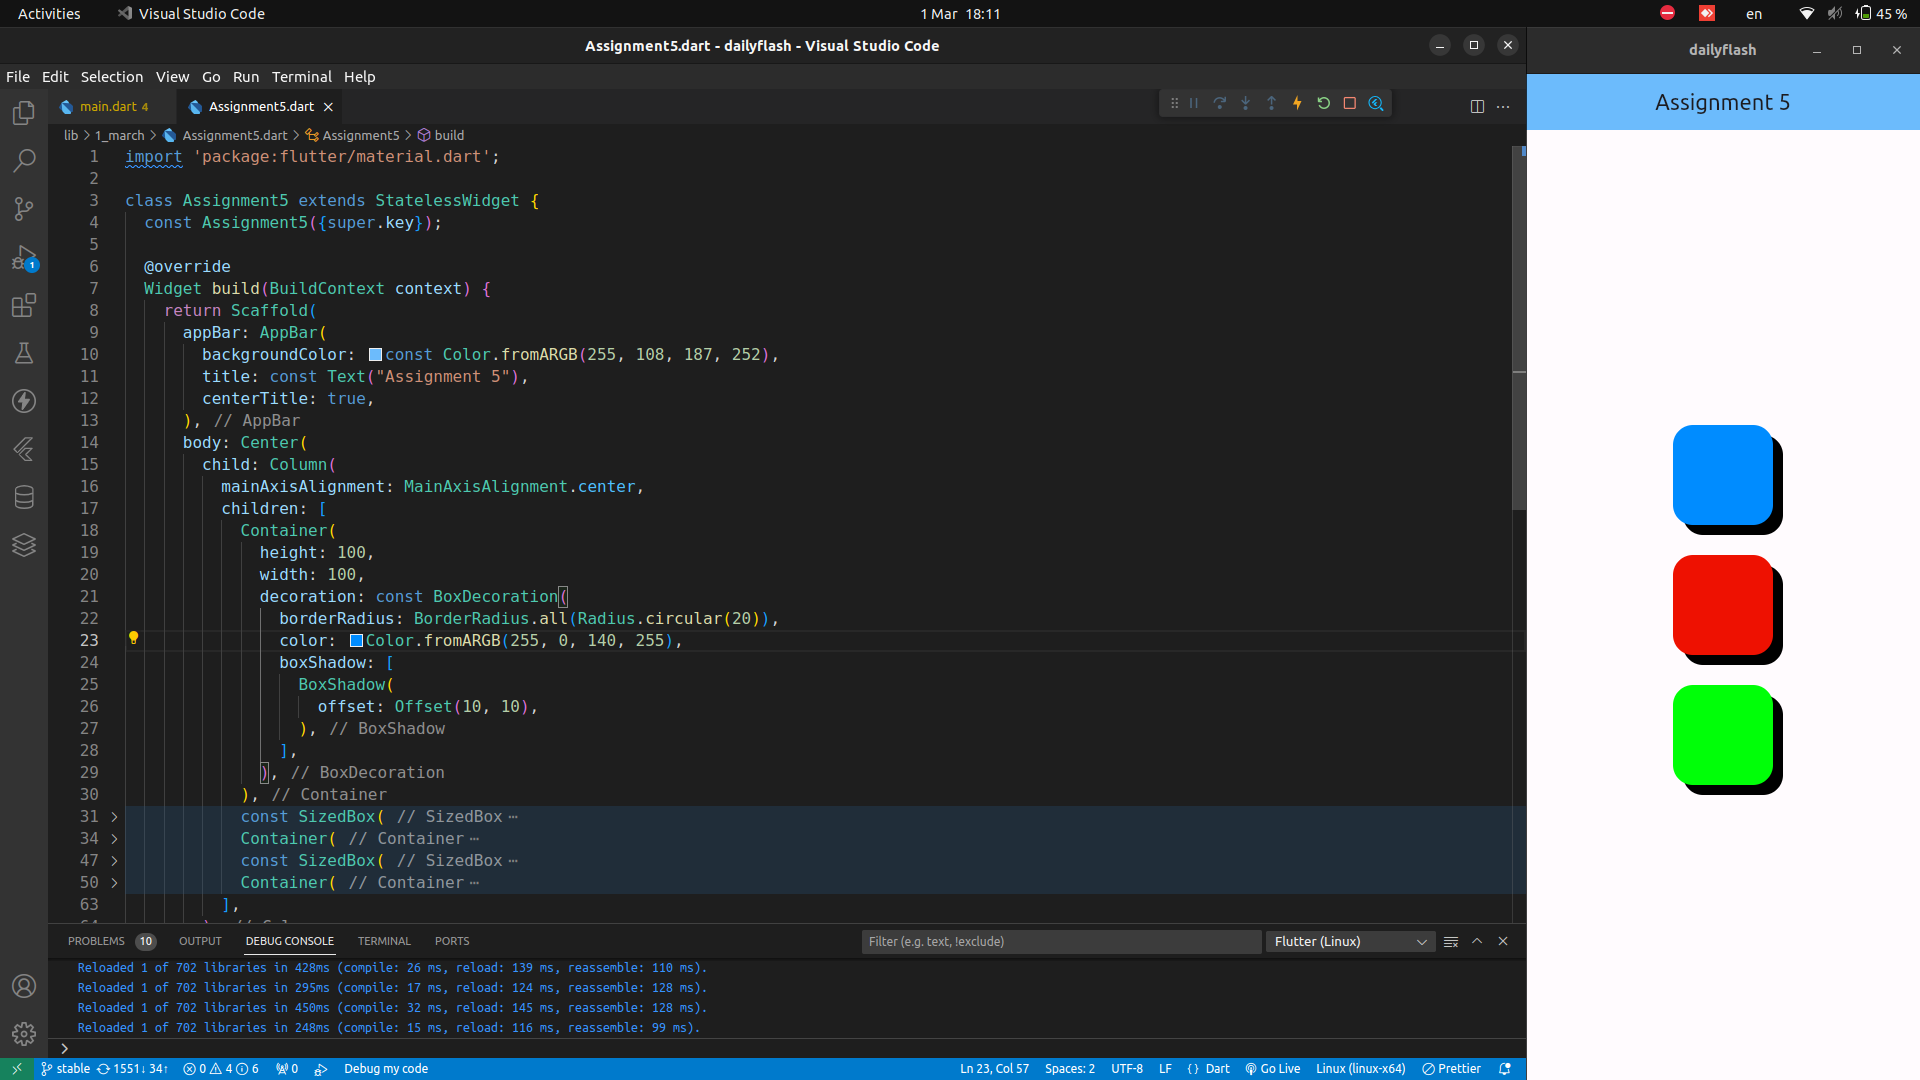 Activities
Visual Studio Code
1 Mar 18:11
en
45 %
Assignment5.dart - dailyflash - Visual Studio Code
File Edit Selection View Go Run Terminal Help
main.dart 4
Assignment5.dart
lib > 1_march > Assignment5.dart > Assignment5 > build
1 import 'package:flutter/material.dart';
2
3 class Assignment5 extends StatelessWidget {
4 const Assignment5({super.key});
5
6 @override
7 Widget build(BuildContext context) {
8 return Scaffold(
9 appBar: AppBar(
10 backgroundColor: const Color.fromARGB(255, 108, 187, 252),
11 title: const Text("Assignment 5"),
12 centerTitle: true,
13 ), // AppBar
14 body: Center(
15 child: Column(
16 mainAxisAlignment: MainAxisAlignment.center,
17 children: [
18 Container(
19 height: 100,
20 width: 100,
21 decoration: const BoxDecoration(
22 borderRadius: BorderRadius.all(Radius.circular(20)),
23 color: Color.fromARGB(255, 0, 140, 255),
24 boxShadow: [
25 BoxShadow(
26 offset: Offset(10, 10),
27 ), // BoxShadow
28 ],
29 ), // BoxDecoration
30 ), // Container
31 const SizedBox( // SizedBox ⋯
34 Container( // Container ⋯
47 const SizedBox( // SizedBox ⋯
50 Container( // Container ⋯
63 ],
PROBLEMS 10 OUTPUT DEBUG CONSOLE TERMINAL PORTS
Filter (e.g. text, !exclude)
Flutter (Linux)
Reloaded 1 of 702 libraries in 428ms (compile: 26 ms, reload: 139 ms, reassemble: 110 ms).
Reloaded 1 of 702 libraries in 295ms (compile: 17 ms, reload: 124 ms, reassemble: 128 ms).
Reloaded 1 of 702 libraries in 450ms (compile: 32 ms, reload: 145 ms, reassemble: 128 ms).
Reloaded 1 of 702 libraries in 248ms (compile: 15 ms, reload: 116 ms, reassemble: 99 ms).
>
stable 1551↓ 34↑ 0 4 6 0 Debug my code
Ln 23, Col 57 Spaces: 2 UTF-8 LF {} Dart Go Live Linux (linux-x64) Prettier
1
dailyflash
Assignment 5